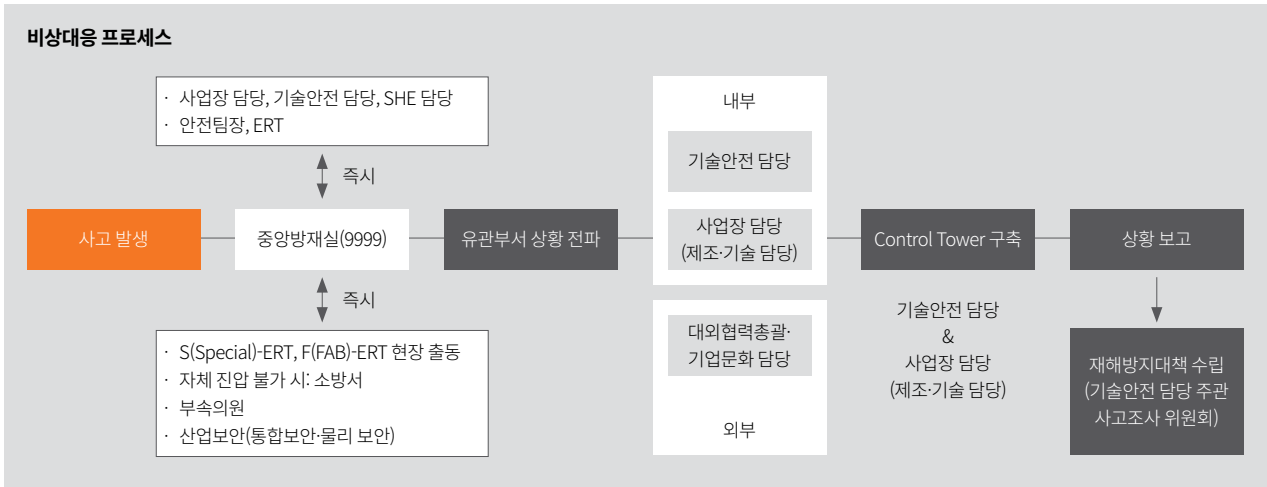 비상대응 프로세스
· 사업장 담당, 기술안전 담당, SHE 담당
· 안전팀장, ERT
즉시
사고 발생
중앙방재실(9999)
유관부서 상황 전파
즉시
· S(Special)-ERT, F(FAB)-ERT 현장 출동
· 자체 진압 불가 시: 소방서
· 부속의원
· 산업보안(통합보안·물리 보안)
내부
기술안전 담당
사업장 담당
(제조·기술 담당)
대외협력총괄·
기업문화 담당
외부
Control Tower 구축
기술안전 담당
&
사업장 담당
(제조·기술 담당)
상황 보고
재해방지대책 수립
(기술안전 담당 주관
사고조사 위원회)